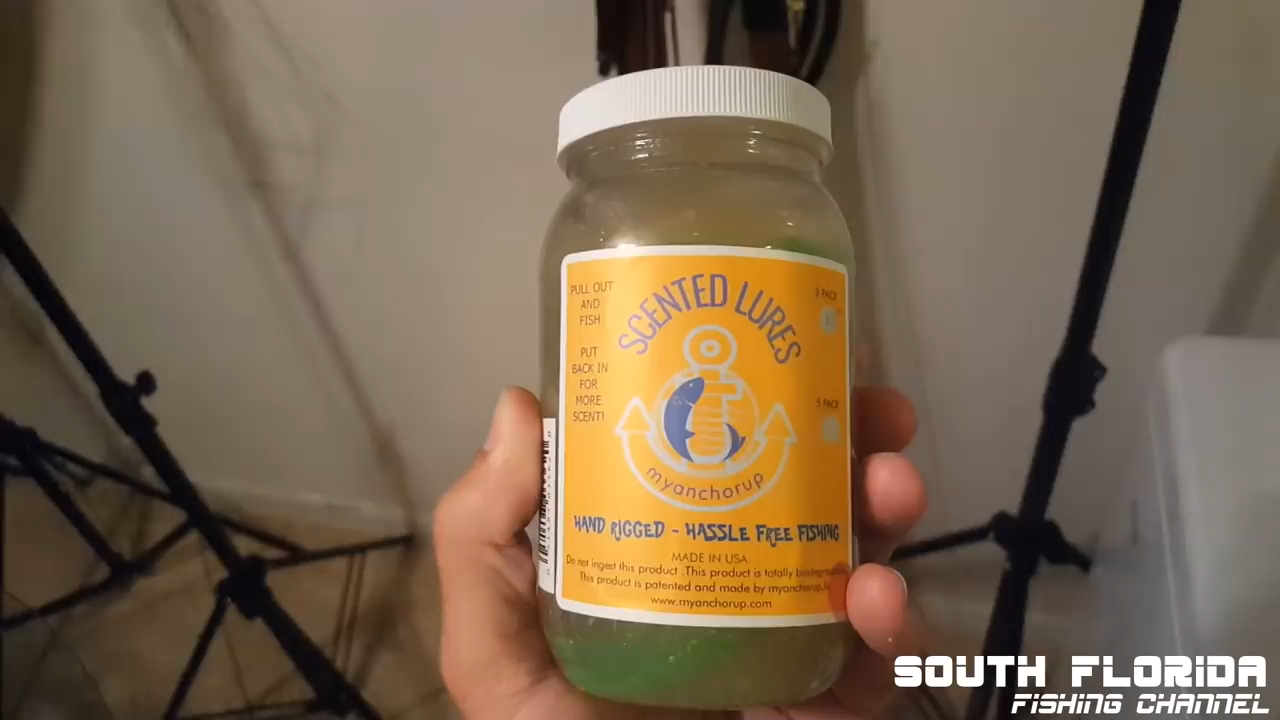 PULL OUT
AND
FISH
PUT
BACK IN
FOR
MORE
SCENT!
SCENTED LURES
3 PACK
5 PACK
myanchorup
HAND RIGGED - HASSLE FREE FISHING
MADE IN USA
Do not ingest this product .This product is totally
This product is patented and made by
www.myanchorup.com
SOUTH FLORIDA
FISHING CHANNEL